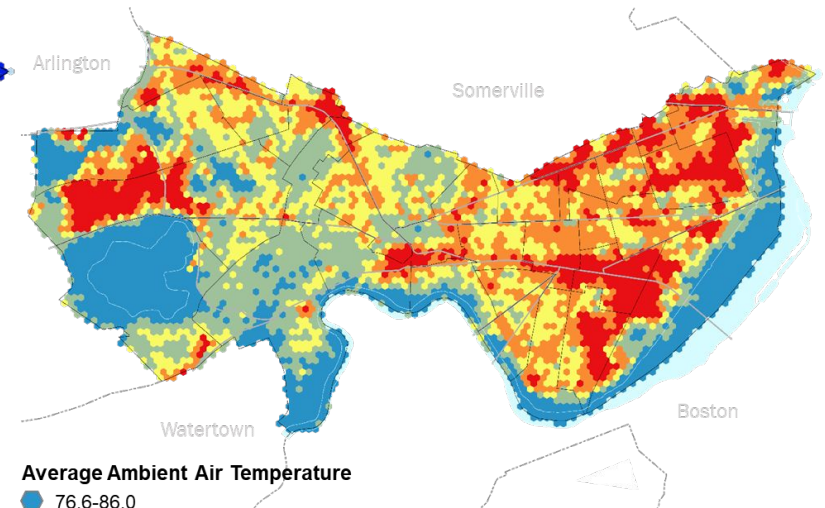 Arlington
Somerville
Boston
Watertown
Average Ambient Air Temperature
76.6-86.0